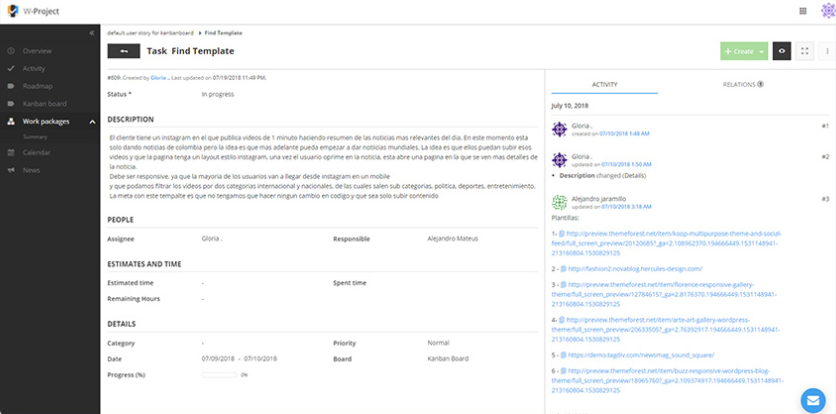 W-Project
Overview
Activity
Roadmap
Kanban board
Work packages
Summary
Calendar
News
default user story for kanbanboard > Find Template
Task Find Template
+ Create
#609: Created by Gloria .. Last updated on 07/19/2018 11:49 PM.
Status * In progress
DESCRIPTION
El cliente tiene un instagram en el que publica videos de 1 minuto haciendo resumen de las noticias mas relevantes del dia. En este momento esta
solo dando noticias de colombia pero la idea es que mas adelante pueda empezar a dar noticias mundiales. La idea es que ellos puedan subir esos
videos y que la pagina tenga un layout estilo instagram, una vez el usuario oprime en la noticia, esta abre una pagina en la que se ven mas detalles de
la noticia.
Debe ser responsive, ya que la mayoria de los usuarios van a llegar desde instagram en un mobile
y que podamos filtrar los videos por dos categorias internacional y nacionales, de las cuales salen sub categorias, politica, deportes, entretenimiento.
La meta con este tempalte es que no tengamos que hacer ningun cambio en codigo y que sea solo subir contenido
PEOPLE
Assignee Gloria . Responsible Alejandro Mateus
ESTIMATES AND TIME
Estimated time - Spent time
Remaining Hours -
DETAILS
Category - Priority Normal
Date 07/09/2018 - 07/10/2018 Board Kanban Board
Progress (%) 0%
ACTIVITY RELATIONS
July 10, 2018
Gloria . #1
created on 07/10/2018 1:48 AM
Gloria . #2
updated on 07/10/2018 1:50 AM
• Description changed (Details)
Alejandro Jaramillo #3
updated on 07/10/2018 3:18 AM
Plantillas:
1- http://preview.themeforest.net/item/kaop-multipurpose-theme-and-social-
feed/full_screen_preview/20120685?_ga=2.108962370.194666449.1531148941-
213160804.1530829125
2 - http://fashion2.novablog.hercules-design.com/
3 - http://preview.themeforest.net/item/florence-responsive-gallery-
theme/full_screen_preview/12784615?_ga=2.8176370.194666449.1531148941-
213160804.1530829125
4- http://preview.themeforest.net/item/arte-art-gallery-wordpress-
theme/full_screen_preview/20633505?_ga=2.76392917.194666449.1531148941-
213160804.1530829125
5 - https://demo.tagdiv.com/newsmag_sound_square/
6 - http://preview.themeforest.net/item/buzz-responsive-wordpress-blog-
theme/full_screen_preview/18965760?_ga=2.109374917.194666449.1531148941-
213160804.1530829125